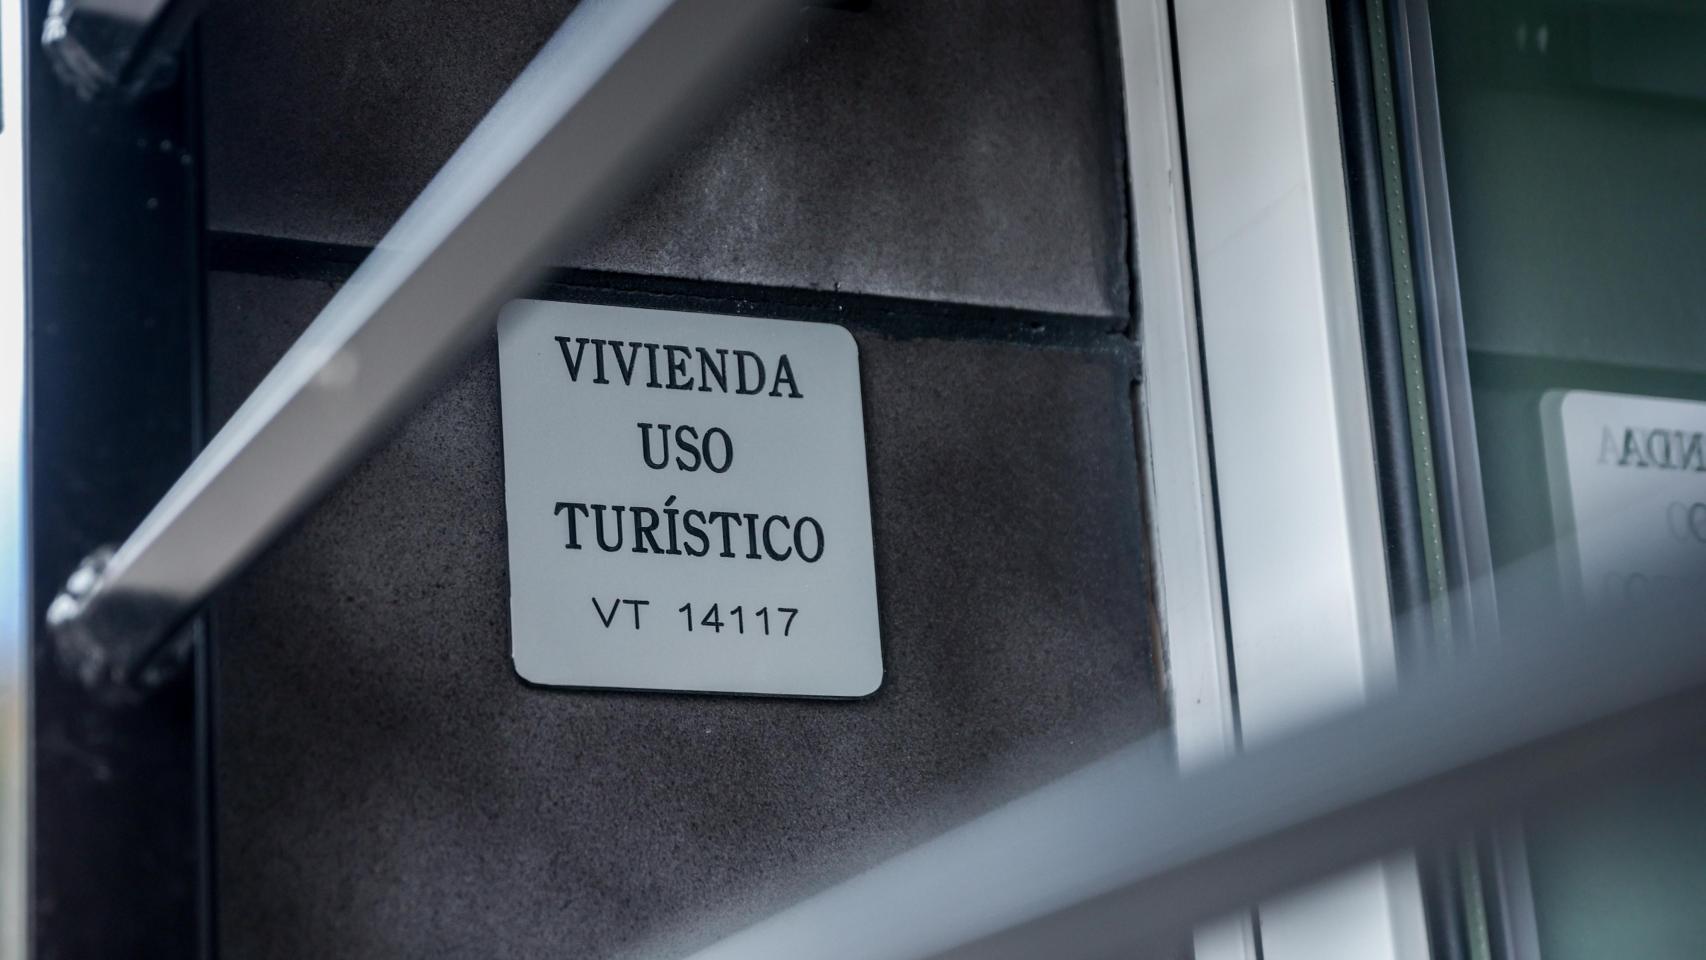 VIVIENDA
USO
TURÍSTICO
VT 14117